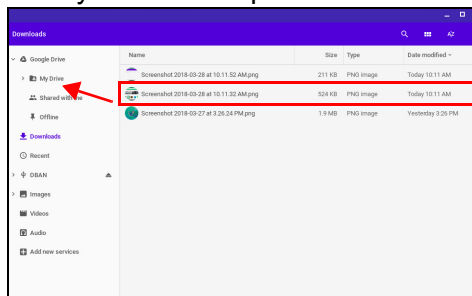 Downloads
AZ
Google Drive
My Drive
Shared with me
Offline
Downloads
Recent
DBAN
Images
Videos
Audio
Add new services
Name Size Type Date modified
Screenshot 2018-03-28 at 10.11.52 AM.png 211 KB PNG image Today 10:11 AM
Screenshot 2018-03-28 at 10.11.32 AM.png 524 KB PNG image Today 10:11 AM
Screenshot 2018-03-27 at 3.26.24 PM.png 1.9 MB PNG image Yesterday 3:26 PM